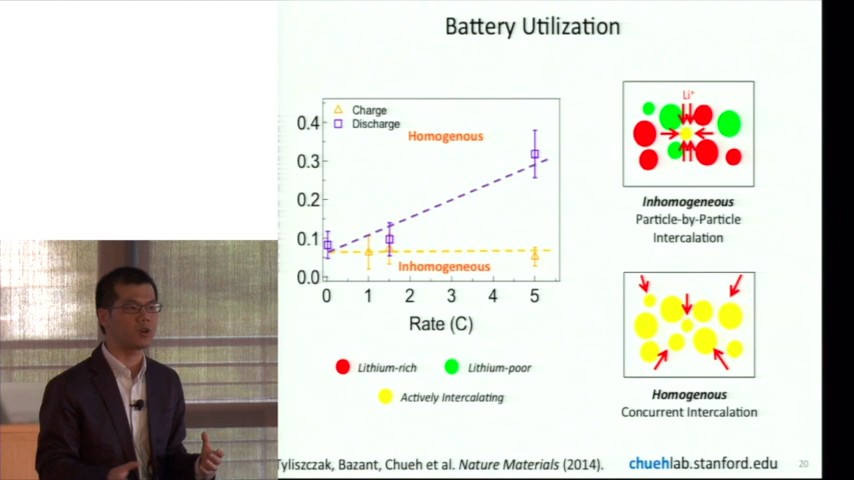 Battery Utilization
Charge
Discharge
Homogenous
Inhomogeneous
0.4
0.3
0.2
0.1
0.0
0 1 2 3 4 5
Rate (C)
Lithium-rich
Lithium-poor
Actively Intercalating
Li+
Inhomogeneous
Particle-by-Particle
Intercalation
Homogenous
Concurrent Intercalation
Tyliszczak, Bazant, Chueh et al. Nature Materials (2014).
chuehlab.stanford.edu
20